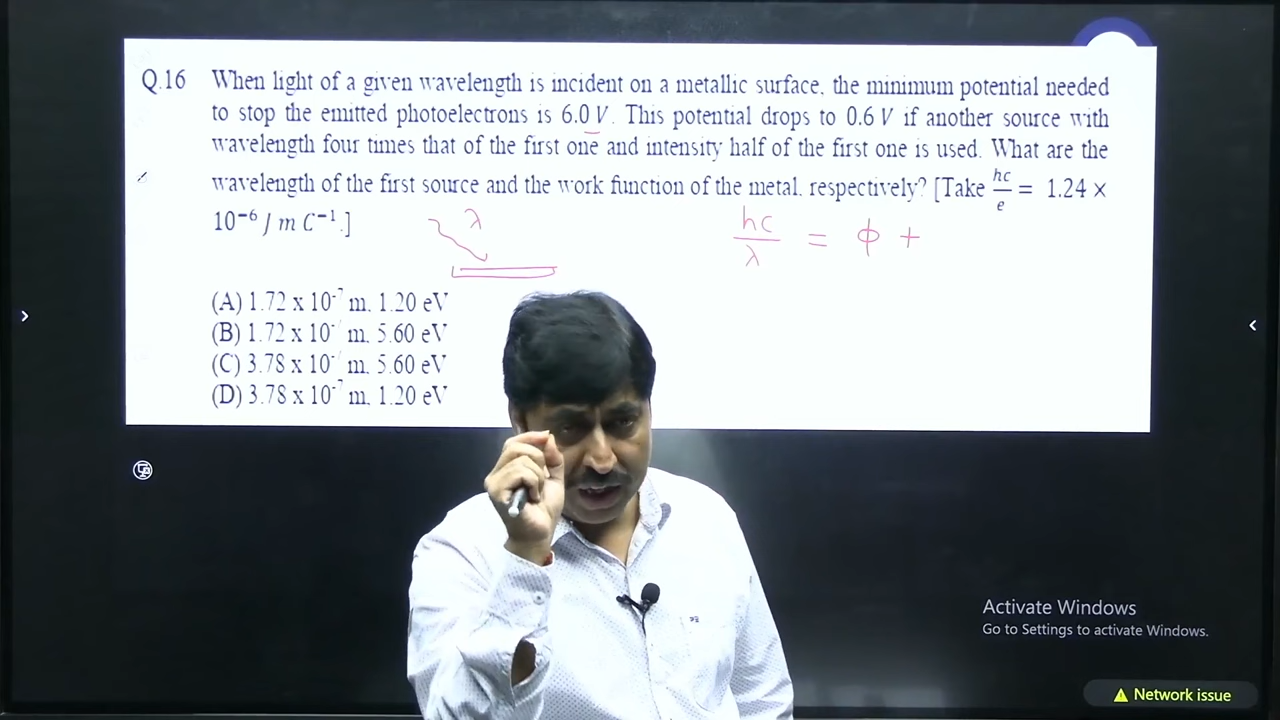 Q.16 When light of a given wavelength is incident on a metallic surface, the minimum potential needed
to stop the emitted photoelectrons is 6.0 V. This potential drops to 0.6 V if another source with
wavelength four times that of the first one and intensity half of the first one is used. What are the
wavelength of the first source and the work function of the metal, respectively? [Take hc/e = 1.24 ×
10⁻⁶ J m C⁻¹.]
λ
hc/λ = ϕ +
(A) 1.72 x 10⁻⁷ m, 1.20 eV
(B) 1.72 x 10⁻⁷ m, 5.60 eV
(C) 3.78 x 10⁻⁷ m, 5.60 eV
(D) 3.78 x 10⁻⁷ m, 1.20 eV
Activate Windows
Go to Settings to activate Windows.
Network issue